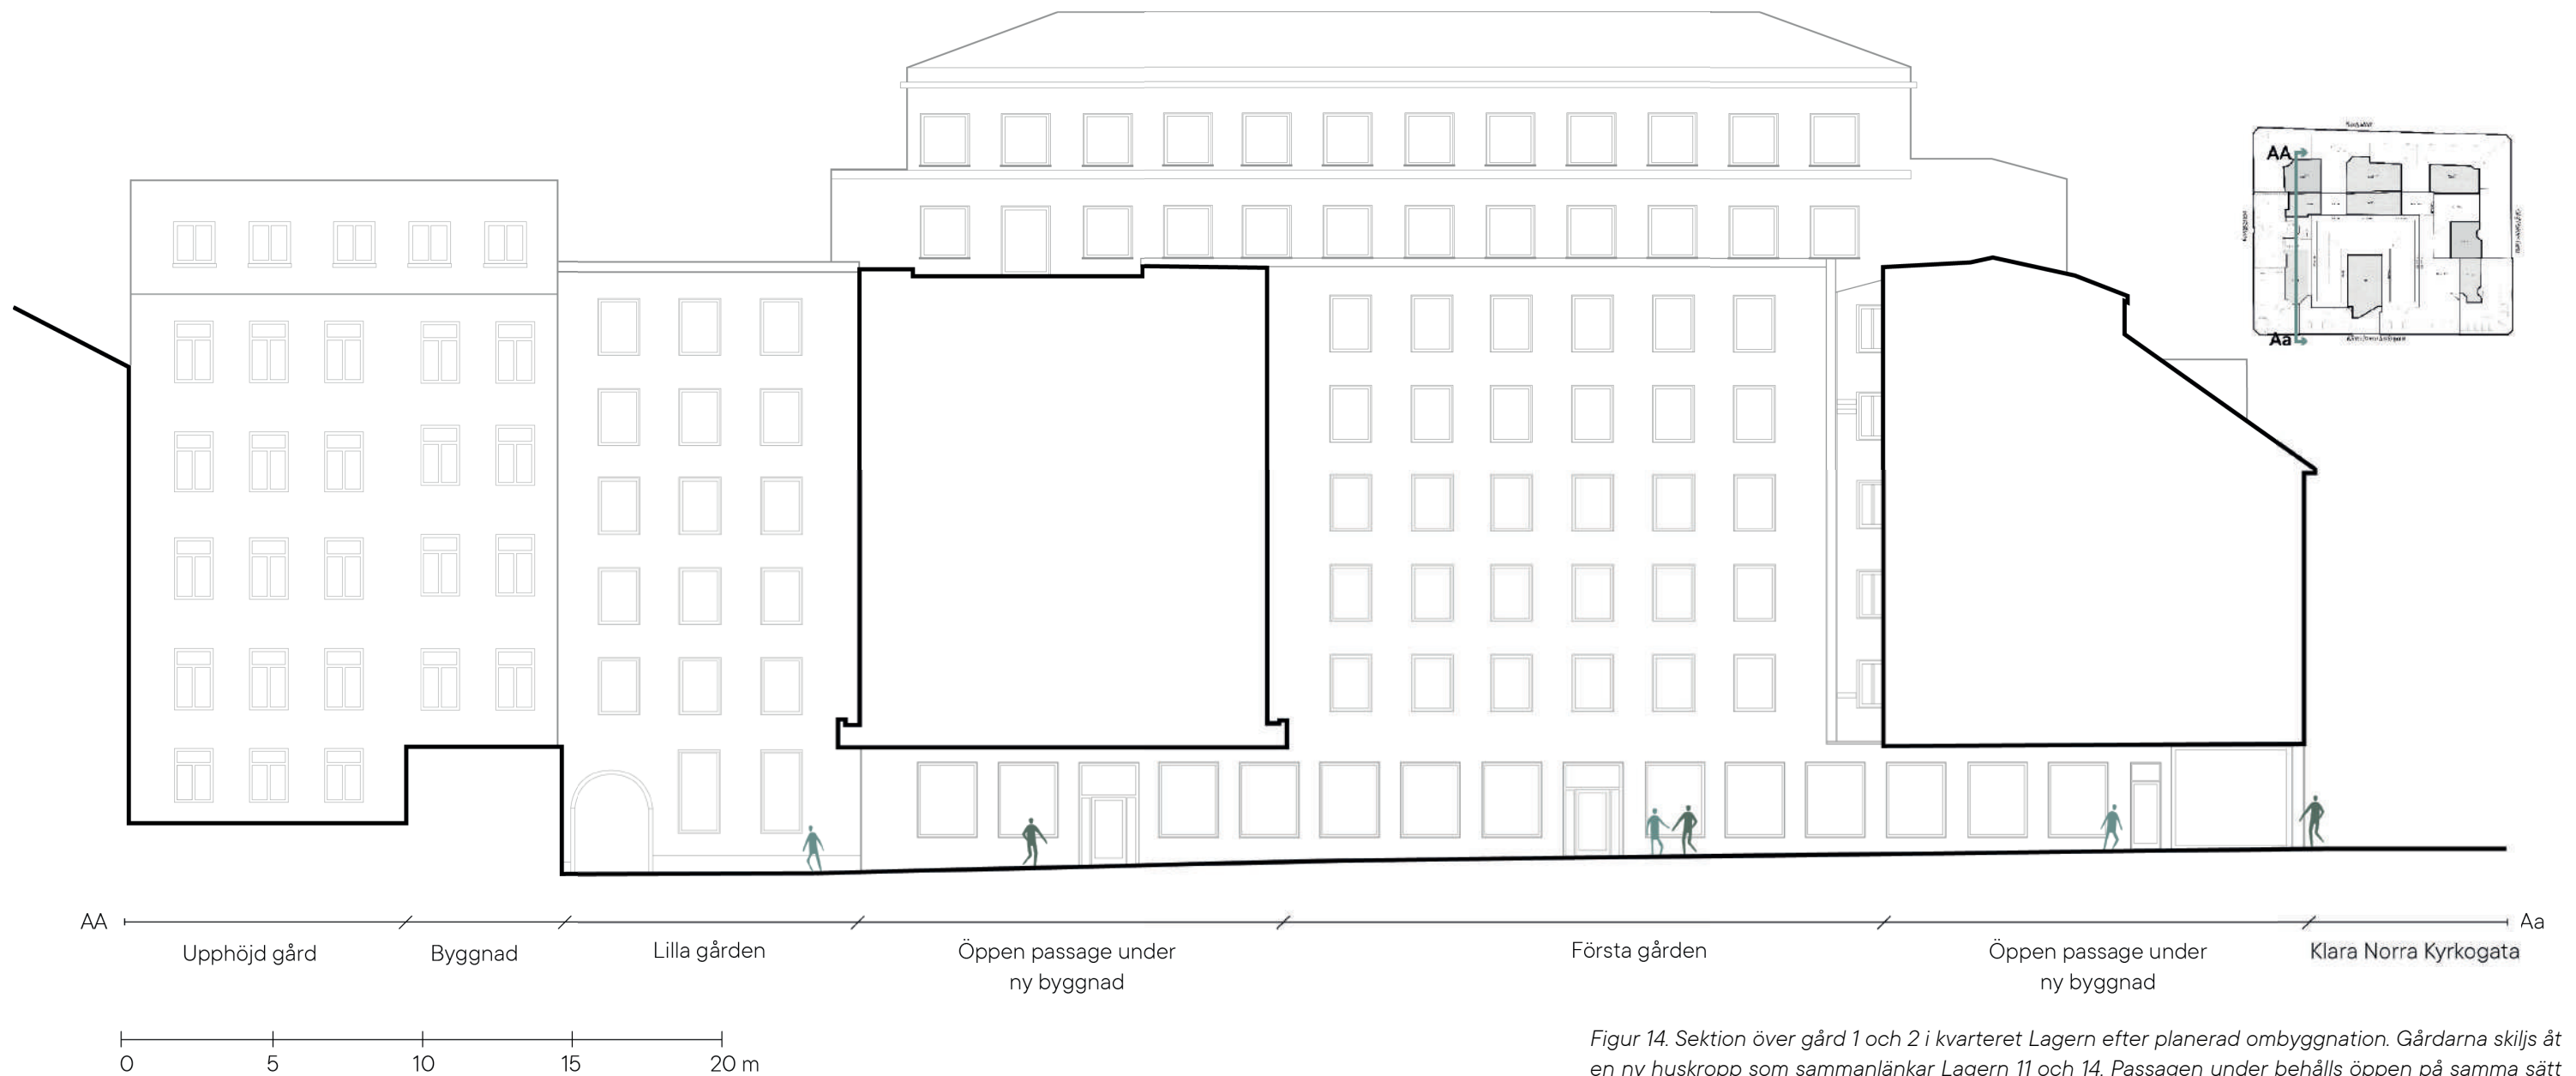 AA
Aa
AA
Aa
Upphöjd gård
Byggnad
Lilla gården
Öppen passage under
ny byggnad
Första gården
Öppen passage under
ny byggnad
Klara Norra Kyrkogata
0 5 10 15 20 m
Figur 14. Sektion över gård 1 och 2 i kvarteret Lagern efter planerad ombyggnation. Gårdarna skiljs åt
en ny huskropp som sammanlänkar Lagern 11 och 14. Passagen under behålls öppen på samma sätt